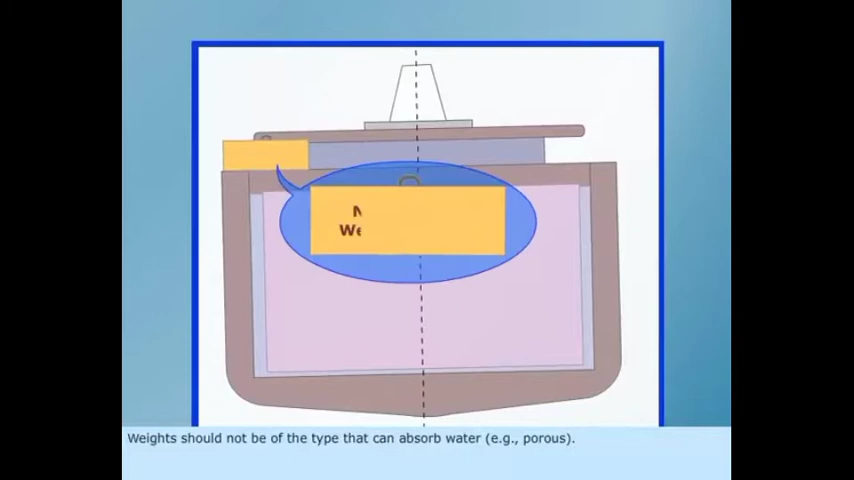 Weights should not be of the type that can absorb water (e.g., porous).